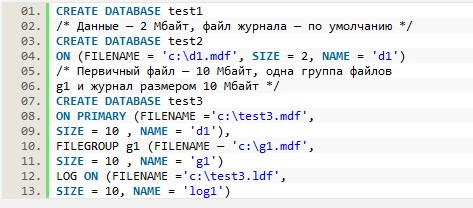 01. CREATE DATABASE test1
02. /* Данные – 2 Мбайт, файл журнала – по умолчанию */
03. CREATE DATABASE test2
04. ON (FILENAME = 'c:\d1.mdf', SIZE = 2, NAME = 'd1')
05. /* Первичный файл – 10 Мбайт, одна группа файлов
06. g1 и журнал размером 10 Мбайт */
07. CREATE DATABASE test3
08. ON PRIMARY (FILENAME ='c:\test3.mdf',
09. SIZE = 10 , NAME = 'd1'),
10. FILEGROUP g1 (FILENAME – 'c:\g1.mdf',
11. SIZE = 10 , NAME = 'g1')
12. LOG ON (FILENAME ='c:\test3.ldf',
13. SIZE = 10, NAME = 'log1')